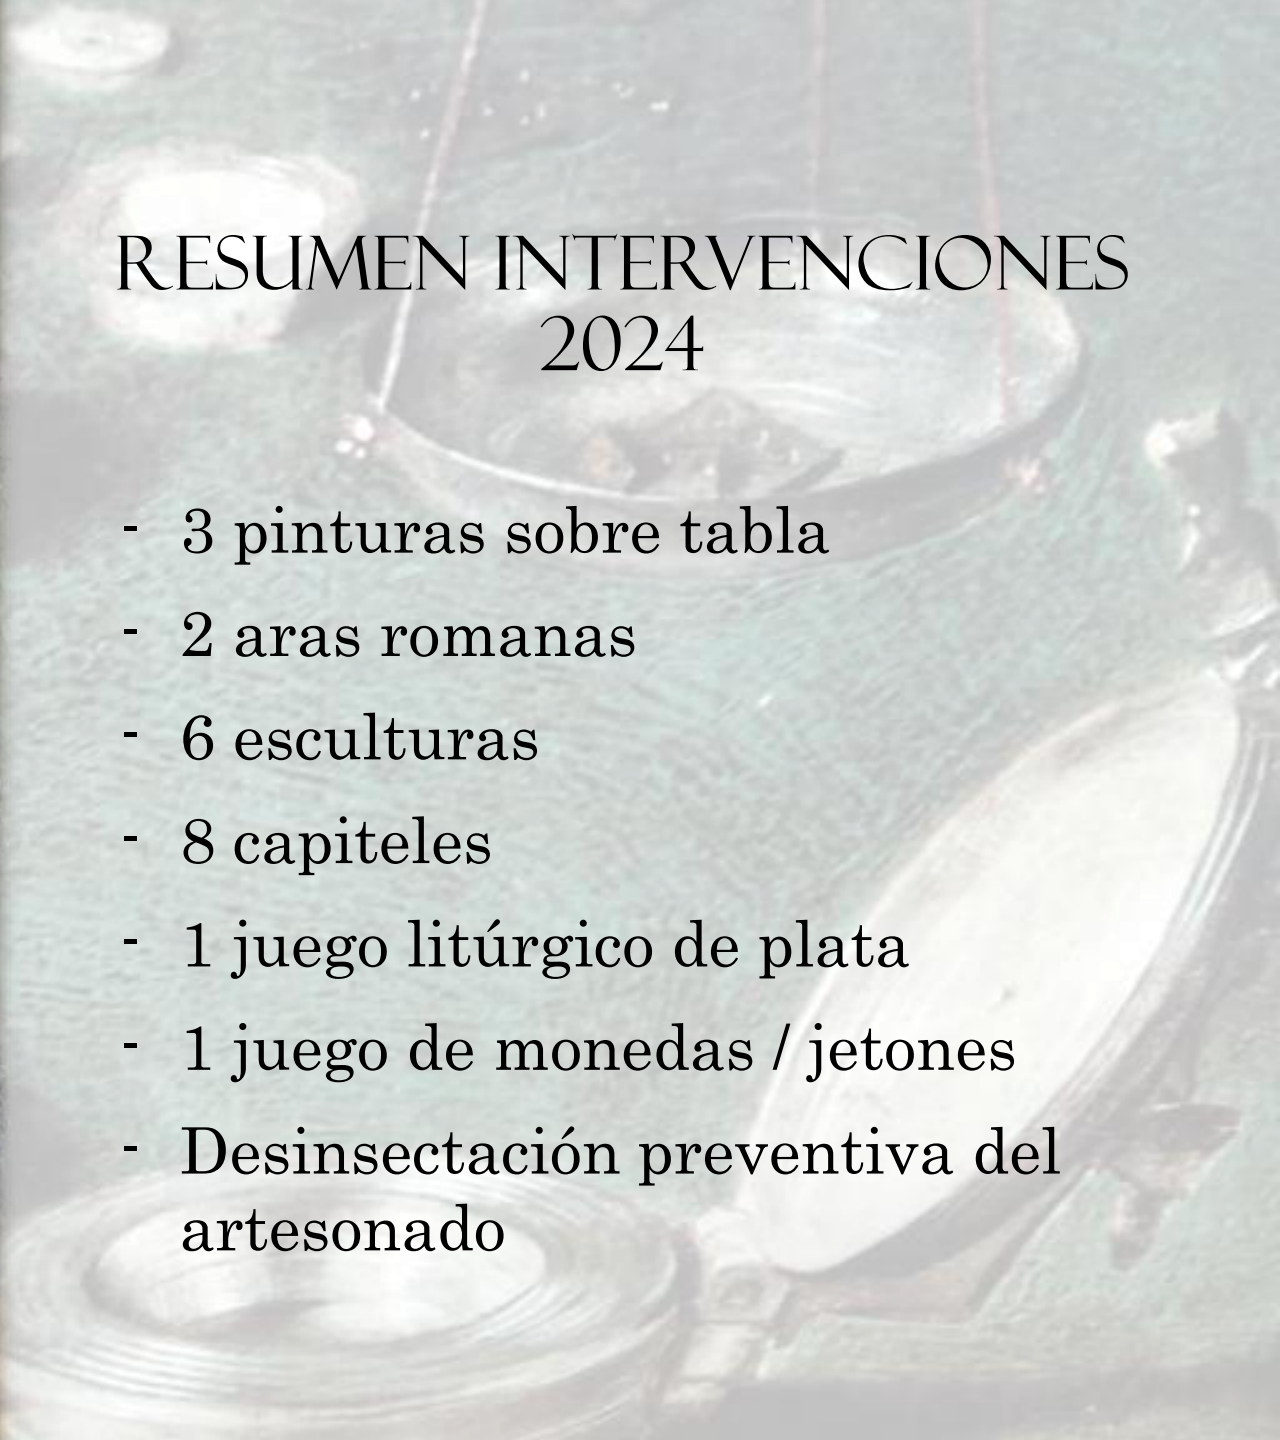 RESUMEN INTERVENCIONES
2024
- 3 pinturas sobre tabla
- 2 aras romanas
- 6 esculturas
- 8 capiteles
- 1 juego litúrgico de plata
- 1 juego de monedas / jetones
- Desinsectación preventiva del
artesonado